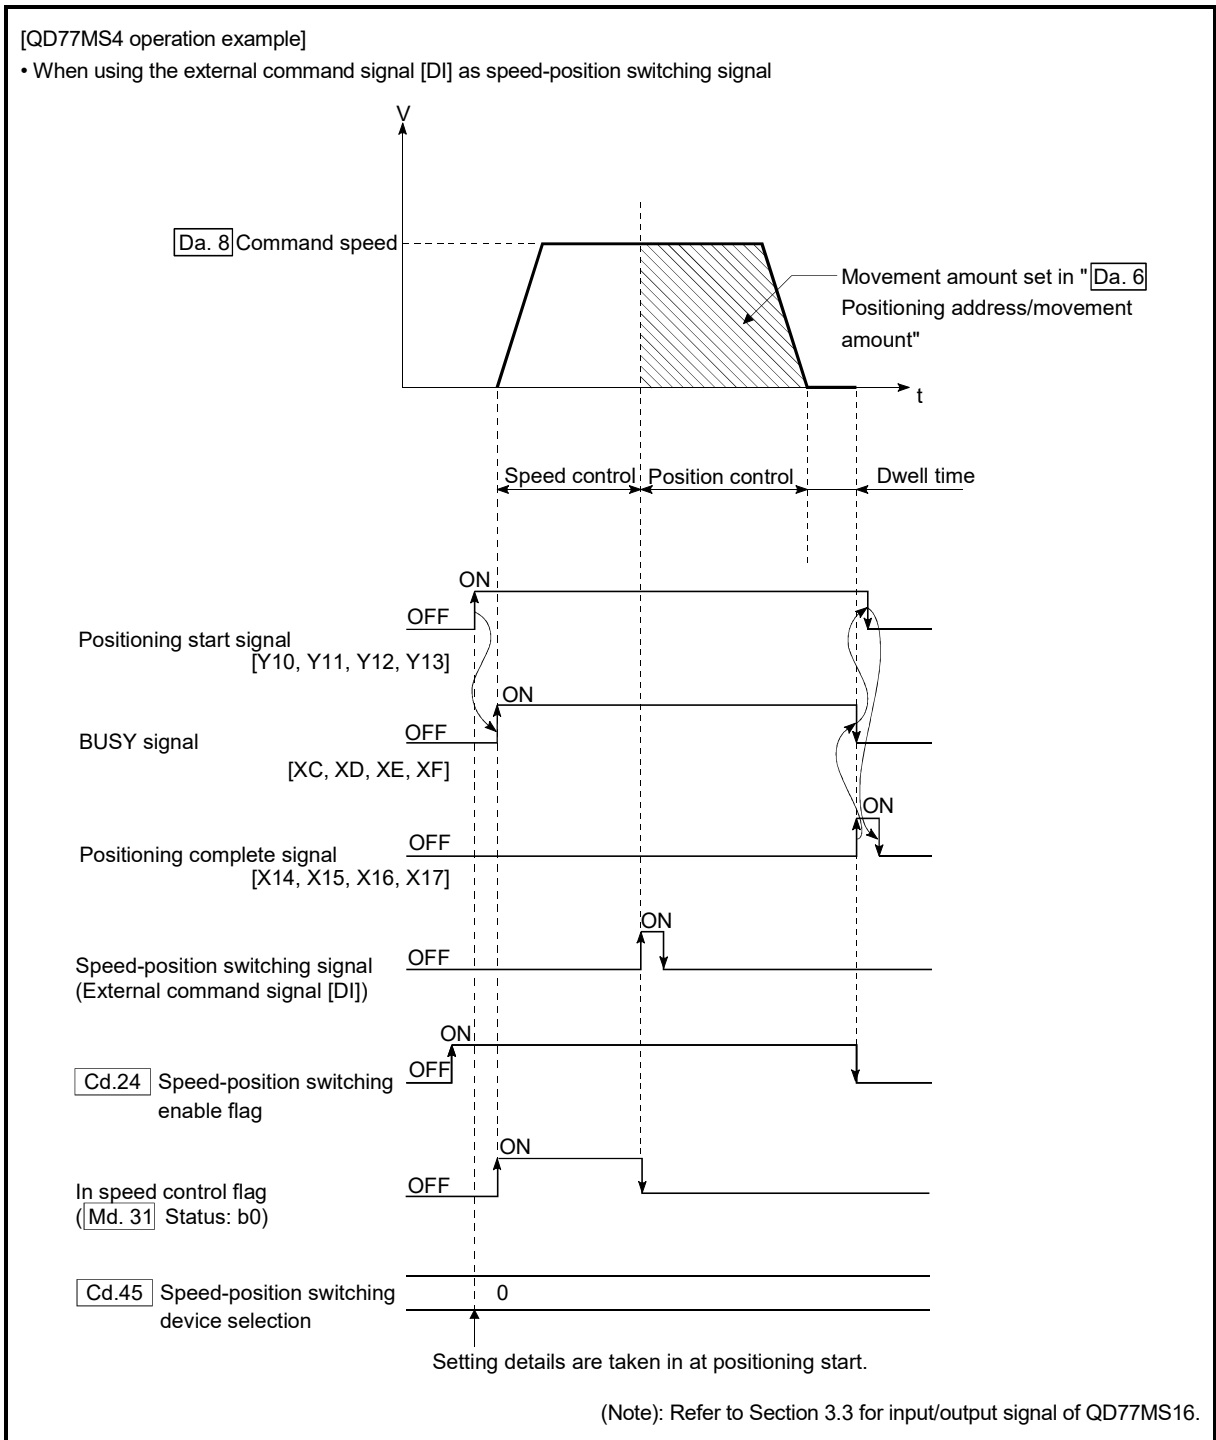 [QD77MS4 operation example]
• When using the external command signal [DI] as speed-position switching signal
V
Da. 8 Command speed
Movement amount set in " Da. 6
Positioning address/movement
amount"
t
Speed control
Position control
Dwell time
ON
OFF
Positioning start signal
[Y10, Y11, Y12, Y13]
ON
OFF
BUSY signal
[XC, XD, XE, XF]
ON
OFF
Positioning complete signal
[X14, X15, X16, X17]
ON
OFF
Speed-position switching signal
(External command signal [DI])
ON
OFF
Cd.24 Speed-position switching
enable flag
ON
OFF
In speed control flag
( Md. 31 Status: b0)
Cd.45 Speed-position switching
device selection
0
Setting details are taken in at positioning start.
(Note): Refer to Section 3.3 for input/output signal of QD77MS16.